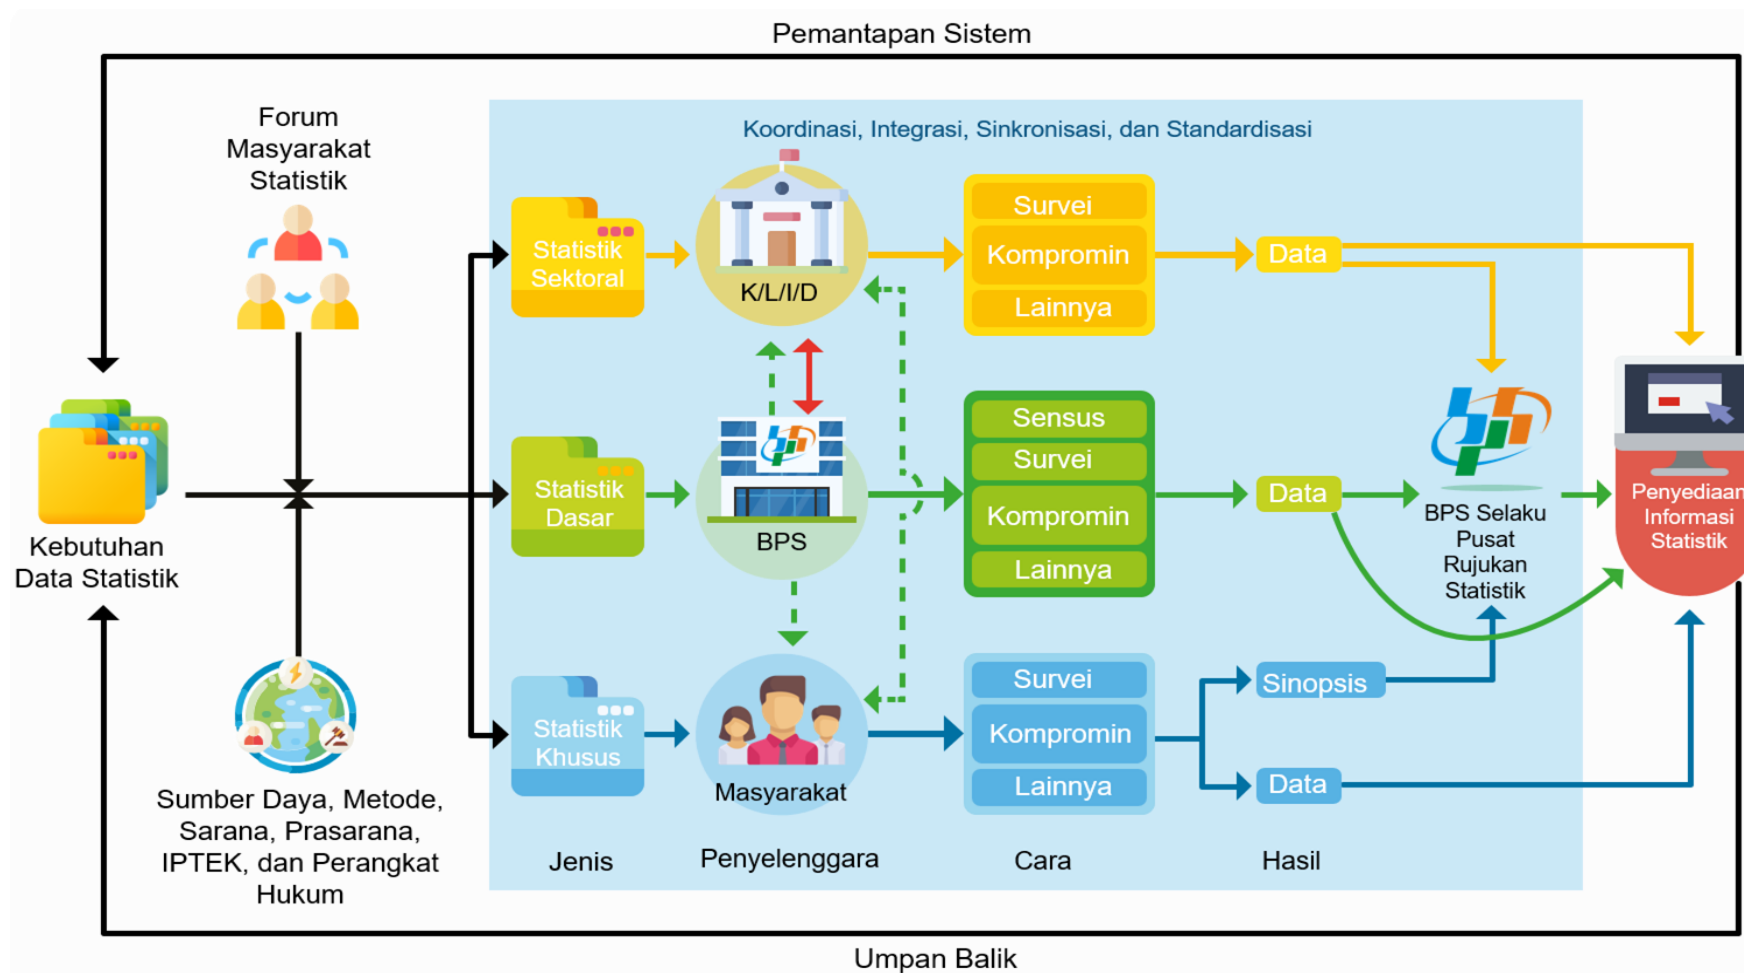 Pemantapan Sistem
Forum
Masyarakat
Statistik
Koordinasi, Integrasi, Sinkronisasi, dan Standardisasi
Statistik
Sektoral
K/L/I/D
Survei
Kompromin
Lainnya
Data
Kebutuhan
Data Statistik
Statistik
Dasar
BPS
Sensus
Survei
Kompromin
Lainnya
Data
BPS Selaku
Pusat
Rujukan
Statistik
Penyediaan
Informasi
Statistik
Sumber Daya, Metode,
Sarana, Prasarana,
IPTEK, dan Perangkat
Hukum
Statistik
Khusus
Masyarakat
Survei
Kompromin
Lainnya
Sinopsis
Data
Jenis
Penyelenggara
Cara
Hasil
Umpan Balik